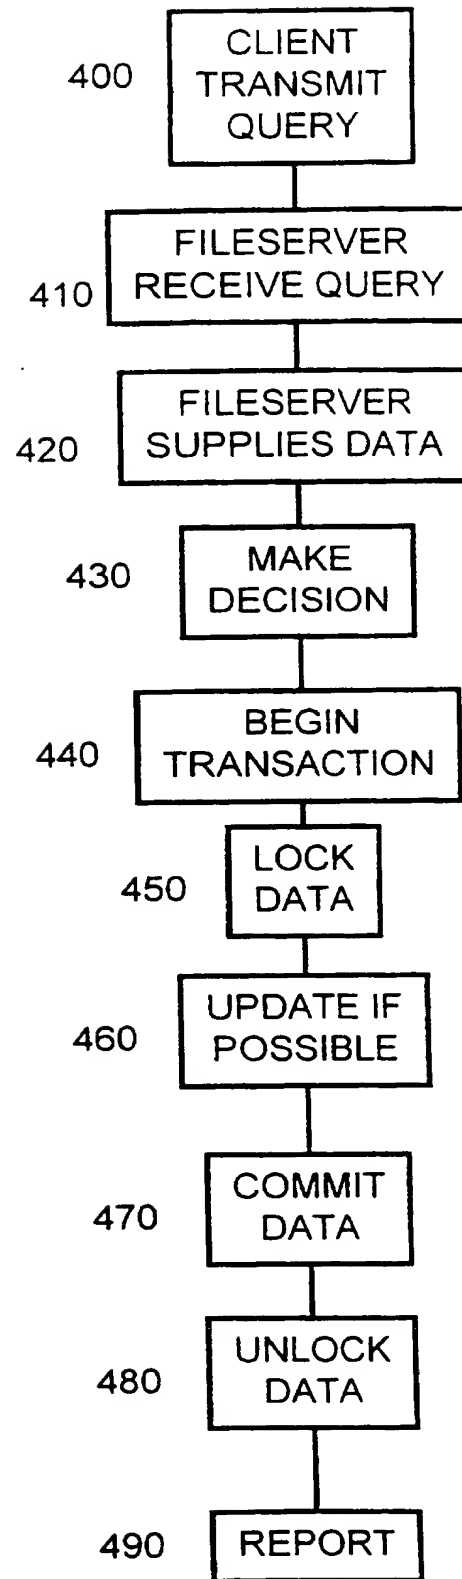 400
CLIENT
TRANSMIT
QUERY
410
FILESERVER
RECEIVE QUERY
420
FILESERVER
SUPPLIES DATA
430
MAKE
DECISION
440
BEGIN
TRANSACTION
450
LOCK
DATA
460
UPDATE IF
POSSIBLE
470
COMMIT
DATA
480
UNLOCK
DATA
490
REPORT